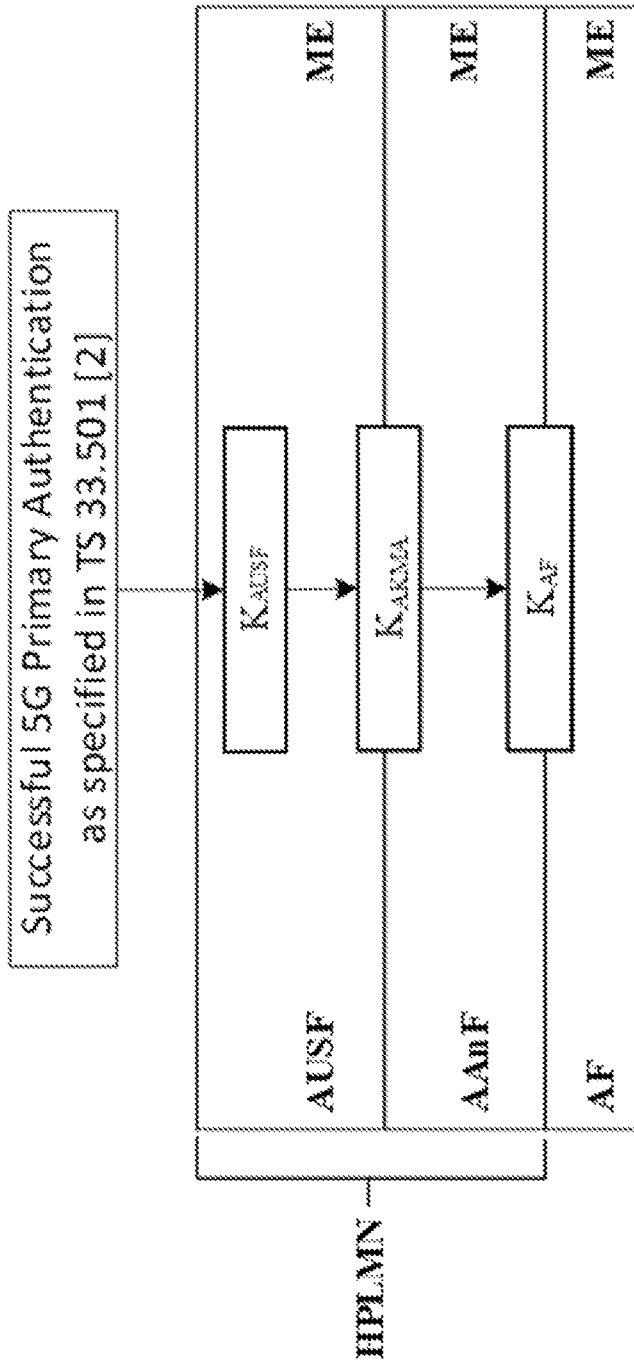 Successful 5G Primary Authentication
as specified in TS 33.501 [2]
KAUSF
AUSF
ME
KAKMA
HPLMN
AAnF
ME
KAF
AF
ME